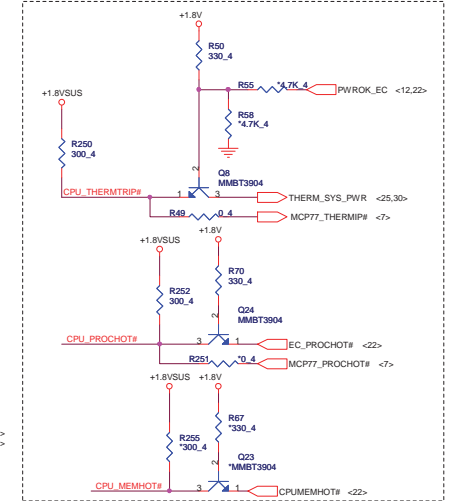 +1.8V
R50
330_4
R55
*4.7K_4
PWROK_EC <12,22>
+1.8VSUS
R58
*4.7K_4
R250
300_4
2
Q8
MMBT3904
CPU_THERMTRIP#
1
3
THERM_SYS_PWR <25,30>
R49
0_4
MCP77_THERMIP# <7>
+1.8VSUS
+1.8V
R70
330_4
R252
300_4
2
Q24
MMBT3904
CPU_PROCHOT#
3
1
EC_PROCHOT# <22>
R251
*0_4
MCP77_PROCHOT# <7>
+1.8VSUS
+1.8V
R67
*330_4
R255
*300_4
2
Q23
*MMBT3904
CPU_MEMHOT#
3
1
CPUMEMHOT# <22>